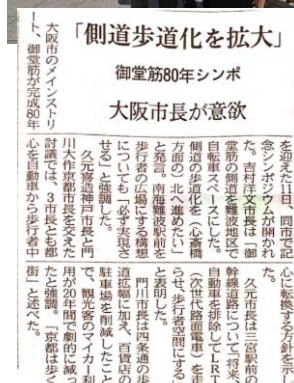 「側道歩道化を拡大」
御堂筋80年シンポ
大阪市長が意欲
大阪市のメインストリ
ート、御堂筋が完成80年
を迎えた11日、同市で記
念シンポジウムが開かれ
た。吉村洋文市長は「御
堂筋の側道を難波地区で
自転車スペースにした。
側道の歩道化を(心斎橋
方面の)北へ進めたい」
と発言。南海難波駅前を
歩行者の広場にする構想
についても「必ず実現さ
せる」と強調した。
久元喜造神戸市長と門
川大作京都市長を交えた
討議では、3市長とも都
心を自動車から歩行者中
心に転換する方針を示し
た。
久元市長は三宮駅前の
幹線道路について「将来
自動車を排除してLRT
(次世代路面電車)を走
らせ、歩行者空間にする
と表明した。
門川市長は四条通の歩
道拡幅に加え、百貨店の
駐車場を削減したこと
で、観光客のマイカー利
用が20年間で劇的に減っ
たと強調。「京都は歩く
街」と述べた。